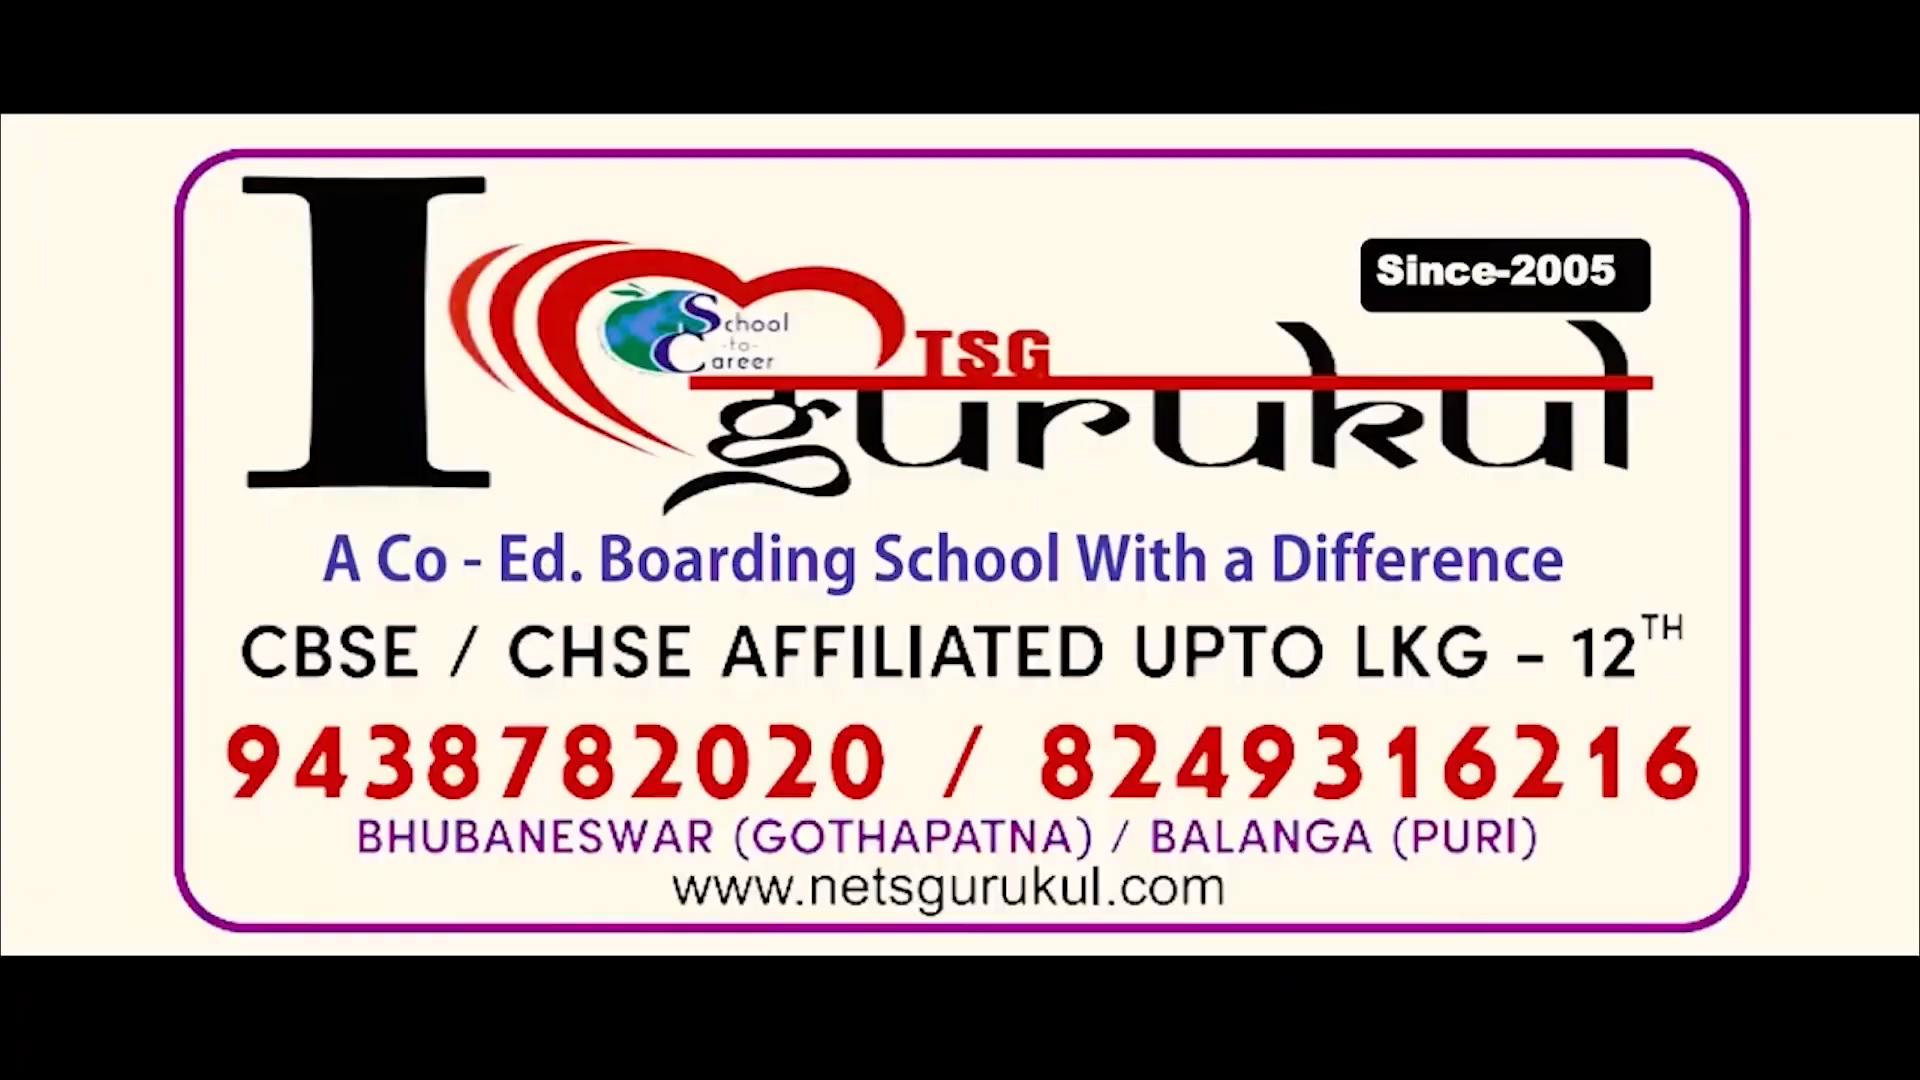 Since-2005
I
School
-to-
Career
TSG
gurukul
A Co - Ed. Boarding School With a Difference
CBSE / CHSE AFFILIATED UPTO LKG - 12TH
9438782020 / 8249316216
BHUBANESWAR (GOTHAPATNA) / BALANGA (PURI)
www.netsgurukul.com